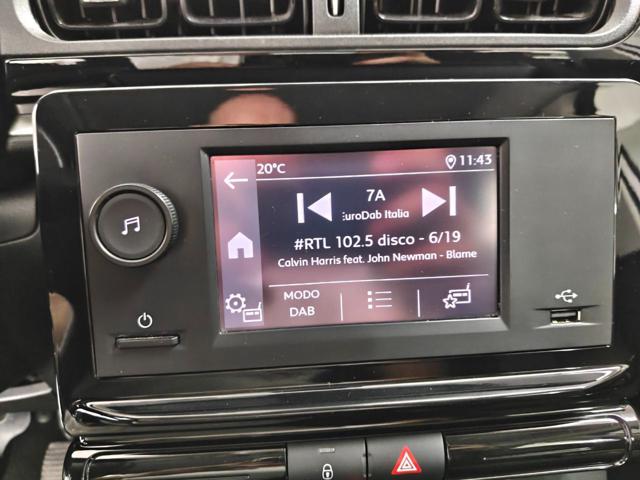 20°C
11:43
7A
EuroDab Italia
#RTL 102.5 disco - 6/19
Calvin Harris feat. John Newman - Blame
MODO
DAB